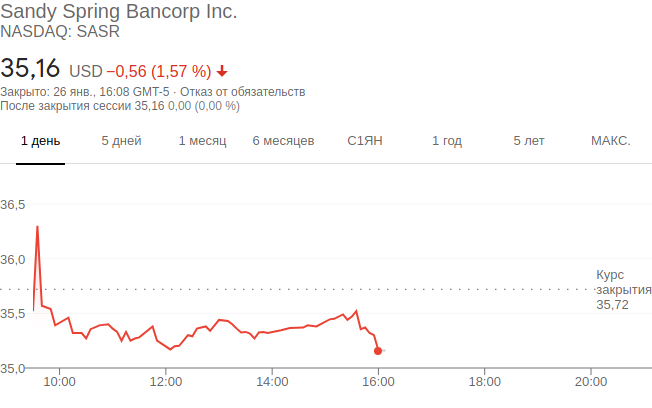 Sandy Spring Bancorp Inc.
NASDAQ: SASR
35,16 USD −0,56 (1,57 %)
Закрыто: 26 янв., 16:08 GMT-5 · Отказ от обязательств
После закрытия сессии 35,16 0,00 (0,00 %)
1 день 5 дней 1 месяц 6 месяцев С1ЯН 1 год 5 лет МАКС.
36,5
36,0
Курс
закрытия
35,72
35,5
35,0
10:00 12:00 14:00 16:00 18:00 20:00